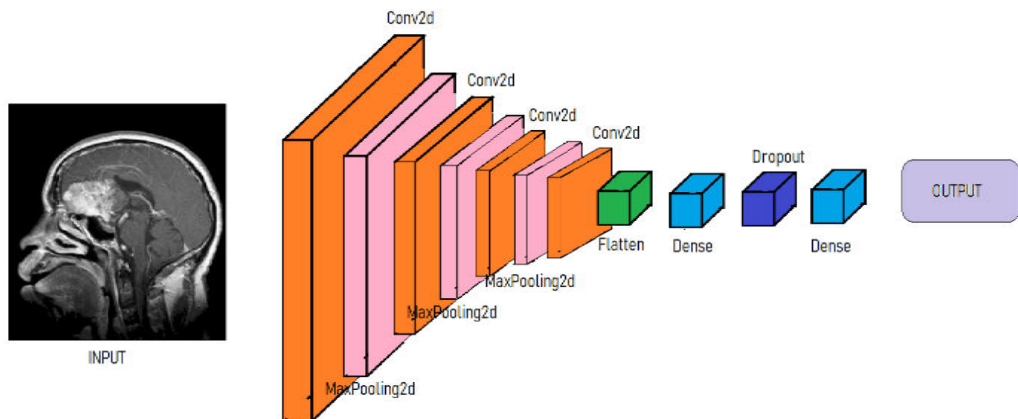 Conv2d
Conv2d
Conv2d
Conv2d
Dropout
OUTPUT
Flatten
Dense
Dense
MaxPooling2d
MaxPooling2d
INPUT
MaxPooling2d